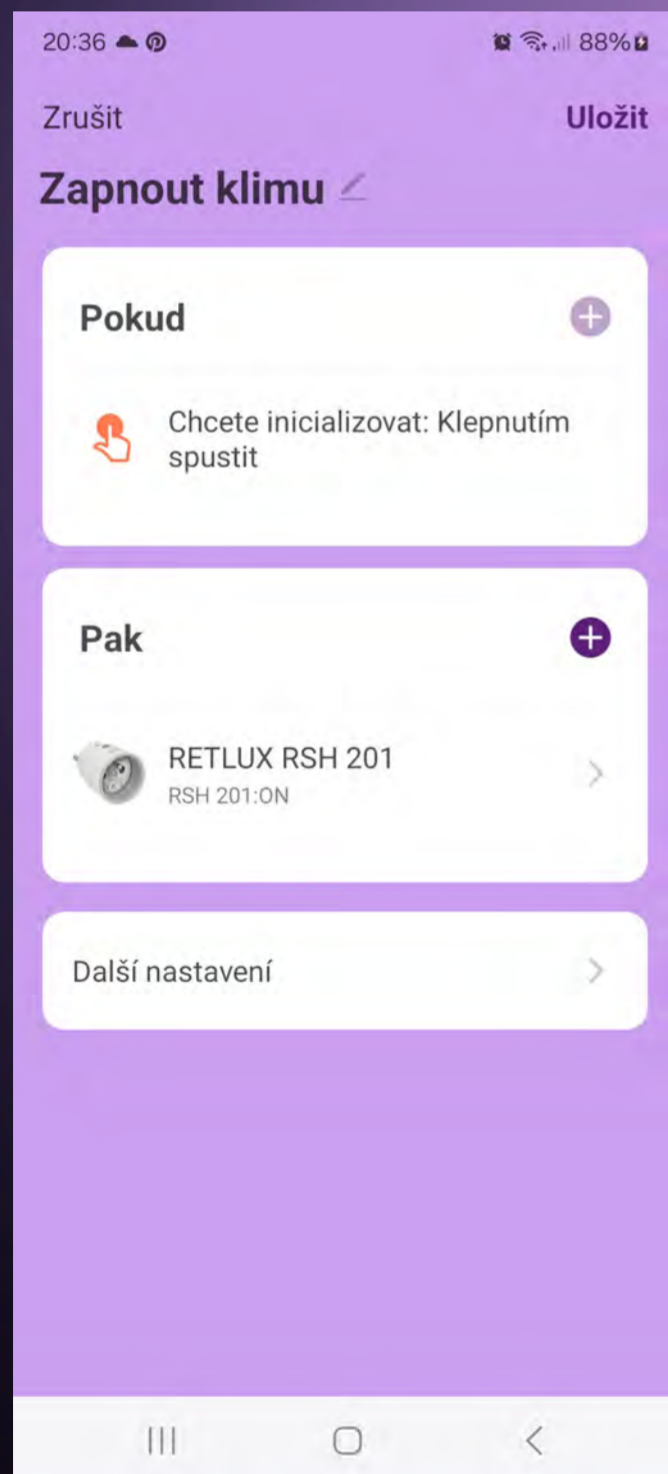 20:36
88%
Zrušit
Uložit
Zapnout klimu
Pokud
Chcete inicializovat: Klepnutím
spustit
Pak
RETLUX RSH 201
RSH 201:ON
Další nastavení